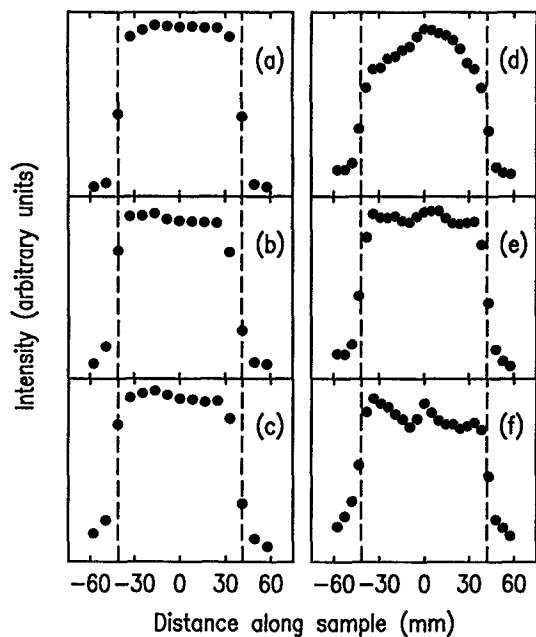 Intensity (arbitrary units)
(a)
(d)
(b)
(e)
(c)
(f)
−60 −30 0 30 60 −60 −30 0 30 60
Distance along sample (mm)